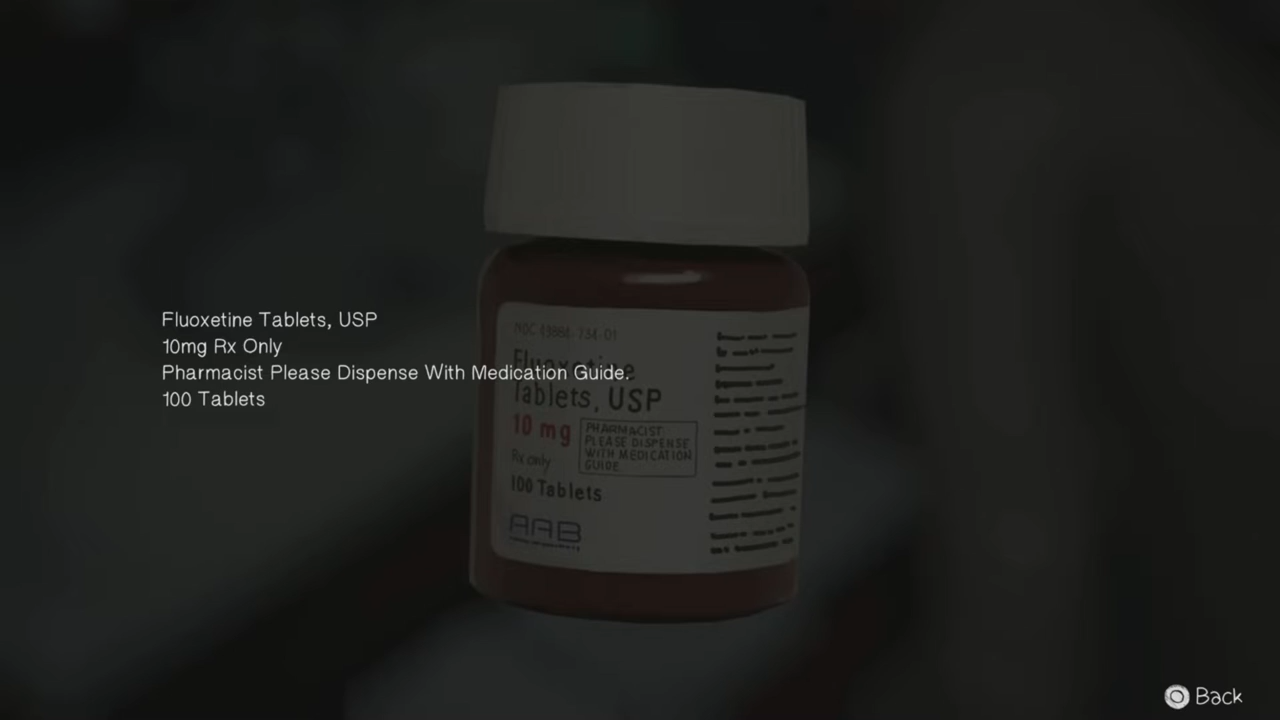 Fluoxetine Tablets, USP
10mg Rx Only
Pharmacist Please Dispense With Medication Guide.
100 Tablets
Fluoxetine
Tablets, USP
10 mg
PHARMACIST:
PLEASE DISPENSE
WITH MEDICATION
GUIDE
Rx only
100 Tablets
AAB
Back